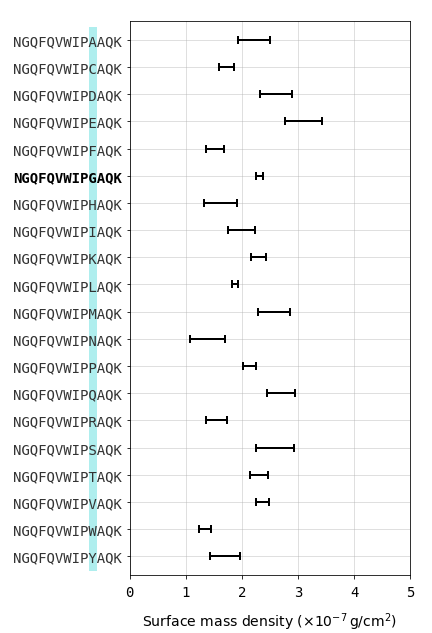 NGQFQVWIPAAQK
NGQFQVWIPCAQK
NGQFQVWIPDAQK
NGQFQVWIPEAQK
NGQFQVWIPFAQK
NGQFQVWIPGAQK
NGQFQVWIPHAQK
NGQFQVWIPIAQK
NGQFQVWIPKAQK
NGQFQVWIPLAQK
NGQFQVWIPMAQK
NGQFQVWIPNAQK
NGQFQVWIPPAQK
NGQFQVWIPQAQK
NGQFQVWIPRAQK
NGQFQVWIPSAQK
NGQFQVWIPTAQK
NGQFQVWIPVAQK
NGQFQVWIPWAQK
NGQFQVWIPYAQK
0 1 2 3 4 5
Surface mass density (×10⁻⁷ g/cm²)